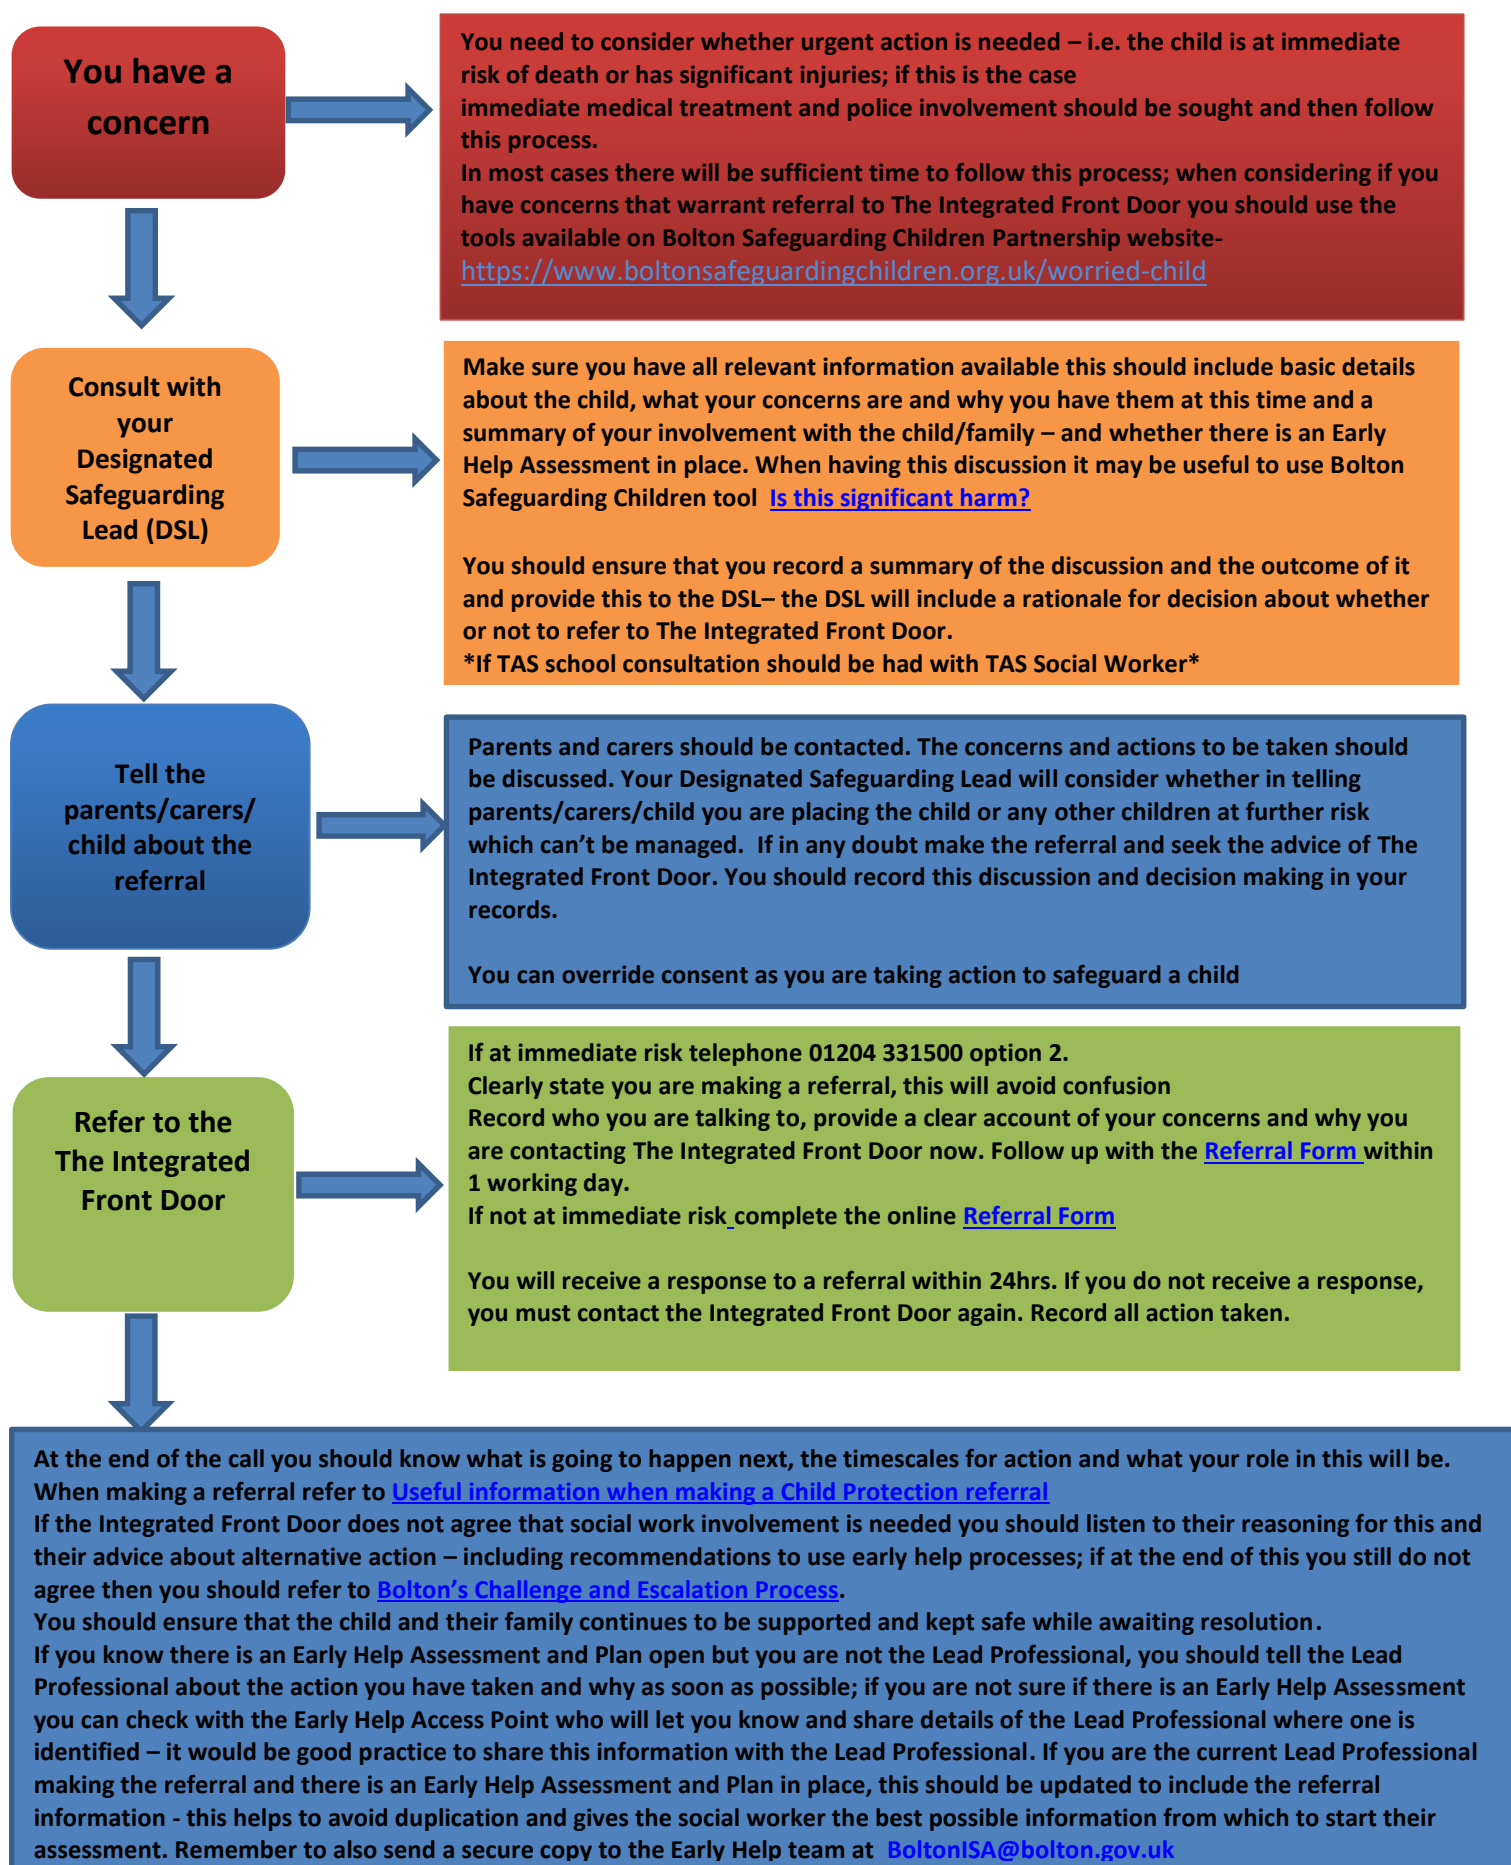 You have a
concern
You need to consider whether urgent action is needed – i.e. the child is at immediate
risk of death or has significant injuries; if this is the case
immediate medical treatment and police involvement should be sought and then follow
this process.
In most cases there will be sufficient time to follow this process; when considering if you
have concerns that warrant referral to The Integrated Front Door you should use the
tools available on Bolton Safeguarding Children Partnership website-
https://www.boltonsafeguardingchildren.org.uk/worried-child
Consult with
your
Designated
Safeguarding
Lead (DSL)
Make sure you have all relevant information available this should include basic details
about the child, what your concerns are and why you have them at this time and a
summary of your involvement with the child/family – and whether there is an Early
Help Assessment in place. When having this discussion it may be useful to use Bolton
Safeguarding Children tool Is this significant harm?
You should ensure that you record a summary of the discussion and the outcome of it
and provide this to the DSL– the DSL will include a rationale for decision about whether
or not to refer to The Integrated Front Door.
*If TAS school consultation should be had with TAS Social Worker*
Tell the
parents/carers/
child about the
referral
Parents and carers should be contacted. The concerns and actions to be taken should
be discussed. Your Designated Safeguarding Lead will consider whether in telling
parents/carers/child you are placing the child or any other children at further risk
which can’t be managed. If in any doubt make the referral and seek the advice of The
Integrated Front Door. You should record this discussion and decision making in your
records.
You can override consent as you are taking action to safeguard a child
Refer to the
The Integrated
Front Door
If at immediate risk telephone 01204 331500 option 2.
Clearly state you are making a referral, this will avoid confusion
Record who you are talking to, provide a clear account of your concerns and why you
are contacting The Integrated Front Door now. Follow up with the Referral Form within
1 working day.
If not at immediate risk complete the online Referral Form
You will receive a response to a referral within 24hrs. If you do not receive a response,
you must contact the Integrated Front Door again. Record all action taken.
At the end of the call you should know what is going to happen next, the timescales for action and what your role in this will be.
When making a referral refer to Useful information when making a Child Protection referral
If the Integrated Front Door does not agree that social work involvement is needed you should listen to their reasoning for this and
their advice about alternative action – including recommendations to use early help processes; if at the end of this you still do not
agree then you should refer to Bolton’s Challenge and Escalation Process.
You should ensure that the child and their family continues to be supported and kept safe while awaiting resolution.
If you know there is an Early Help Assessment and Plan open but you are not the Lead Professional, you should tell the Lead
Professional about the action you have taken and why as soon as possible; if you are not sure if there is an Early Help Assessment
you can check with the Early Help Access Point who will let you know and share details of the Lead Professional where one is
identified – it would be good practice to share this information with the Lead Professional. If you are the current Lead Professional
making the referral and there is an Early Help Assessment and Plan in place, this should be updated to include the referral
information - this helps to avoid duplication and gives the social worker the best possible information from which to start their
assessment. Remember to also send a secure copy to the Early Help team at BoltonISA@bolton.gov.uk